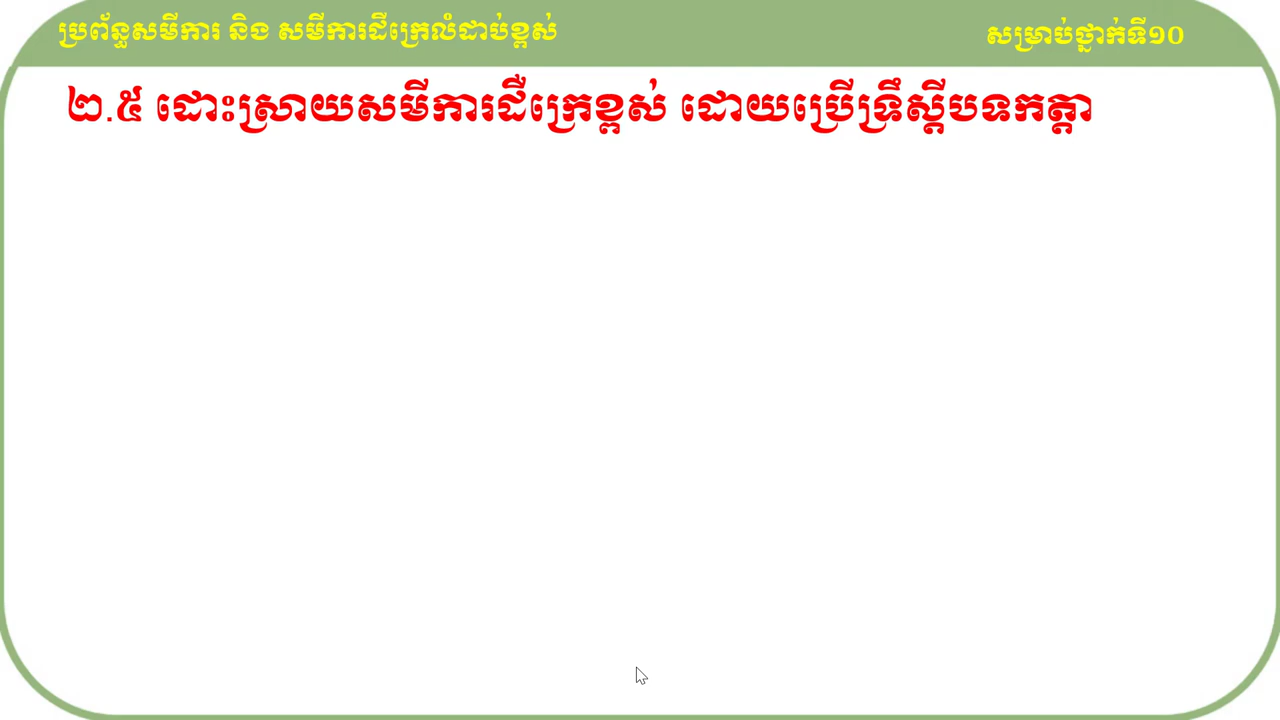 ប្រព័ន្ធសមីការ និង សមីការដឺក្រេលំដាប់ខ្ពស់
សម្រាប់ថ្នាក់ទី១០
២.៥ ដោះស្រាយសមីការដឺក្រេខ្ពស់ ដោយប្រើទ្រឹស្តីបទកត្តា